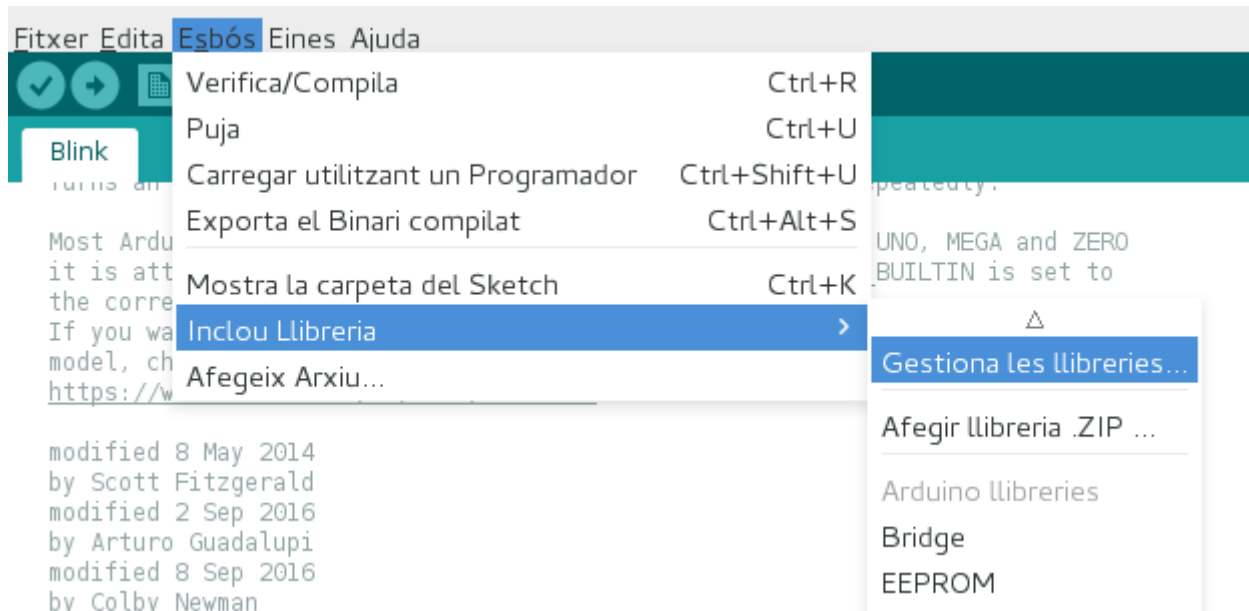 Fitxer Edita Esbós Eines Ajuda
Verifica/Compila Ctrl+R
Puja Ctrl+U
Blink
Carregar utilitzant un Programador Ctrl+Shift+U
Exporta el Binari compilat Ctrl+Alt+S
Most Ardu UNO, MEGA and ZERO
it is att BUILTIN is set to
Mostra la carpeta del Sketch Ctrl+K
the corre
If you wa
Inclou Llibreria
model, ch
Gestiona les llibreries...
Afegeix Arxiu...
https://w
Afegir llibreria .ZIP ...
modified 8 May 2014
by Scott Fitzgerald
Arduino llibreries
modified 2 Sep 2016
by Arturo Guadalupi
Bridge
modified 8 Sep 2016
EEPROM
by Colby Newman